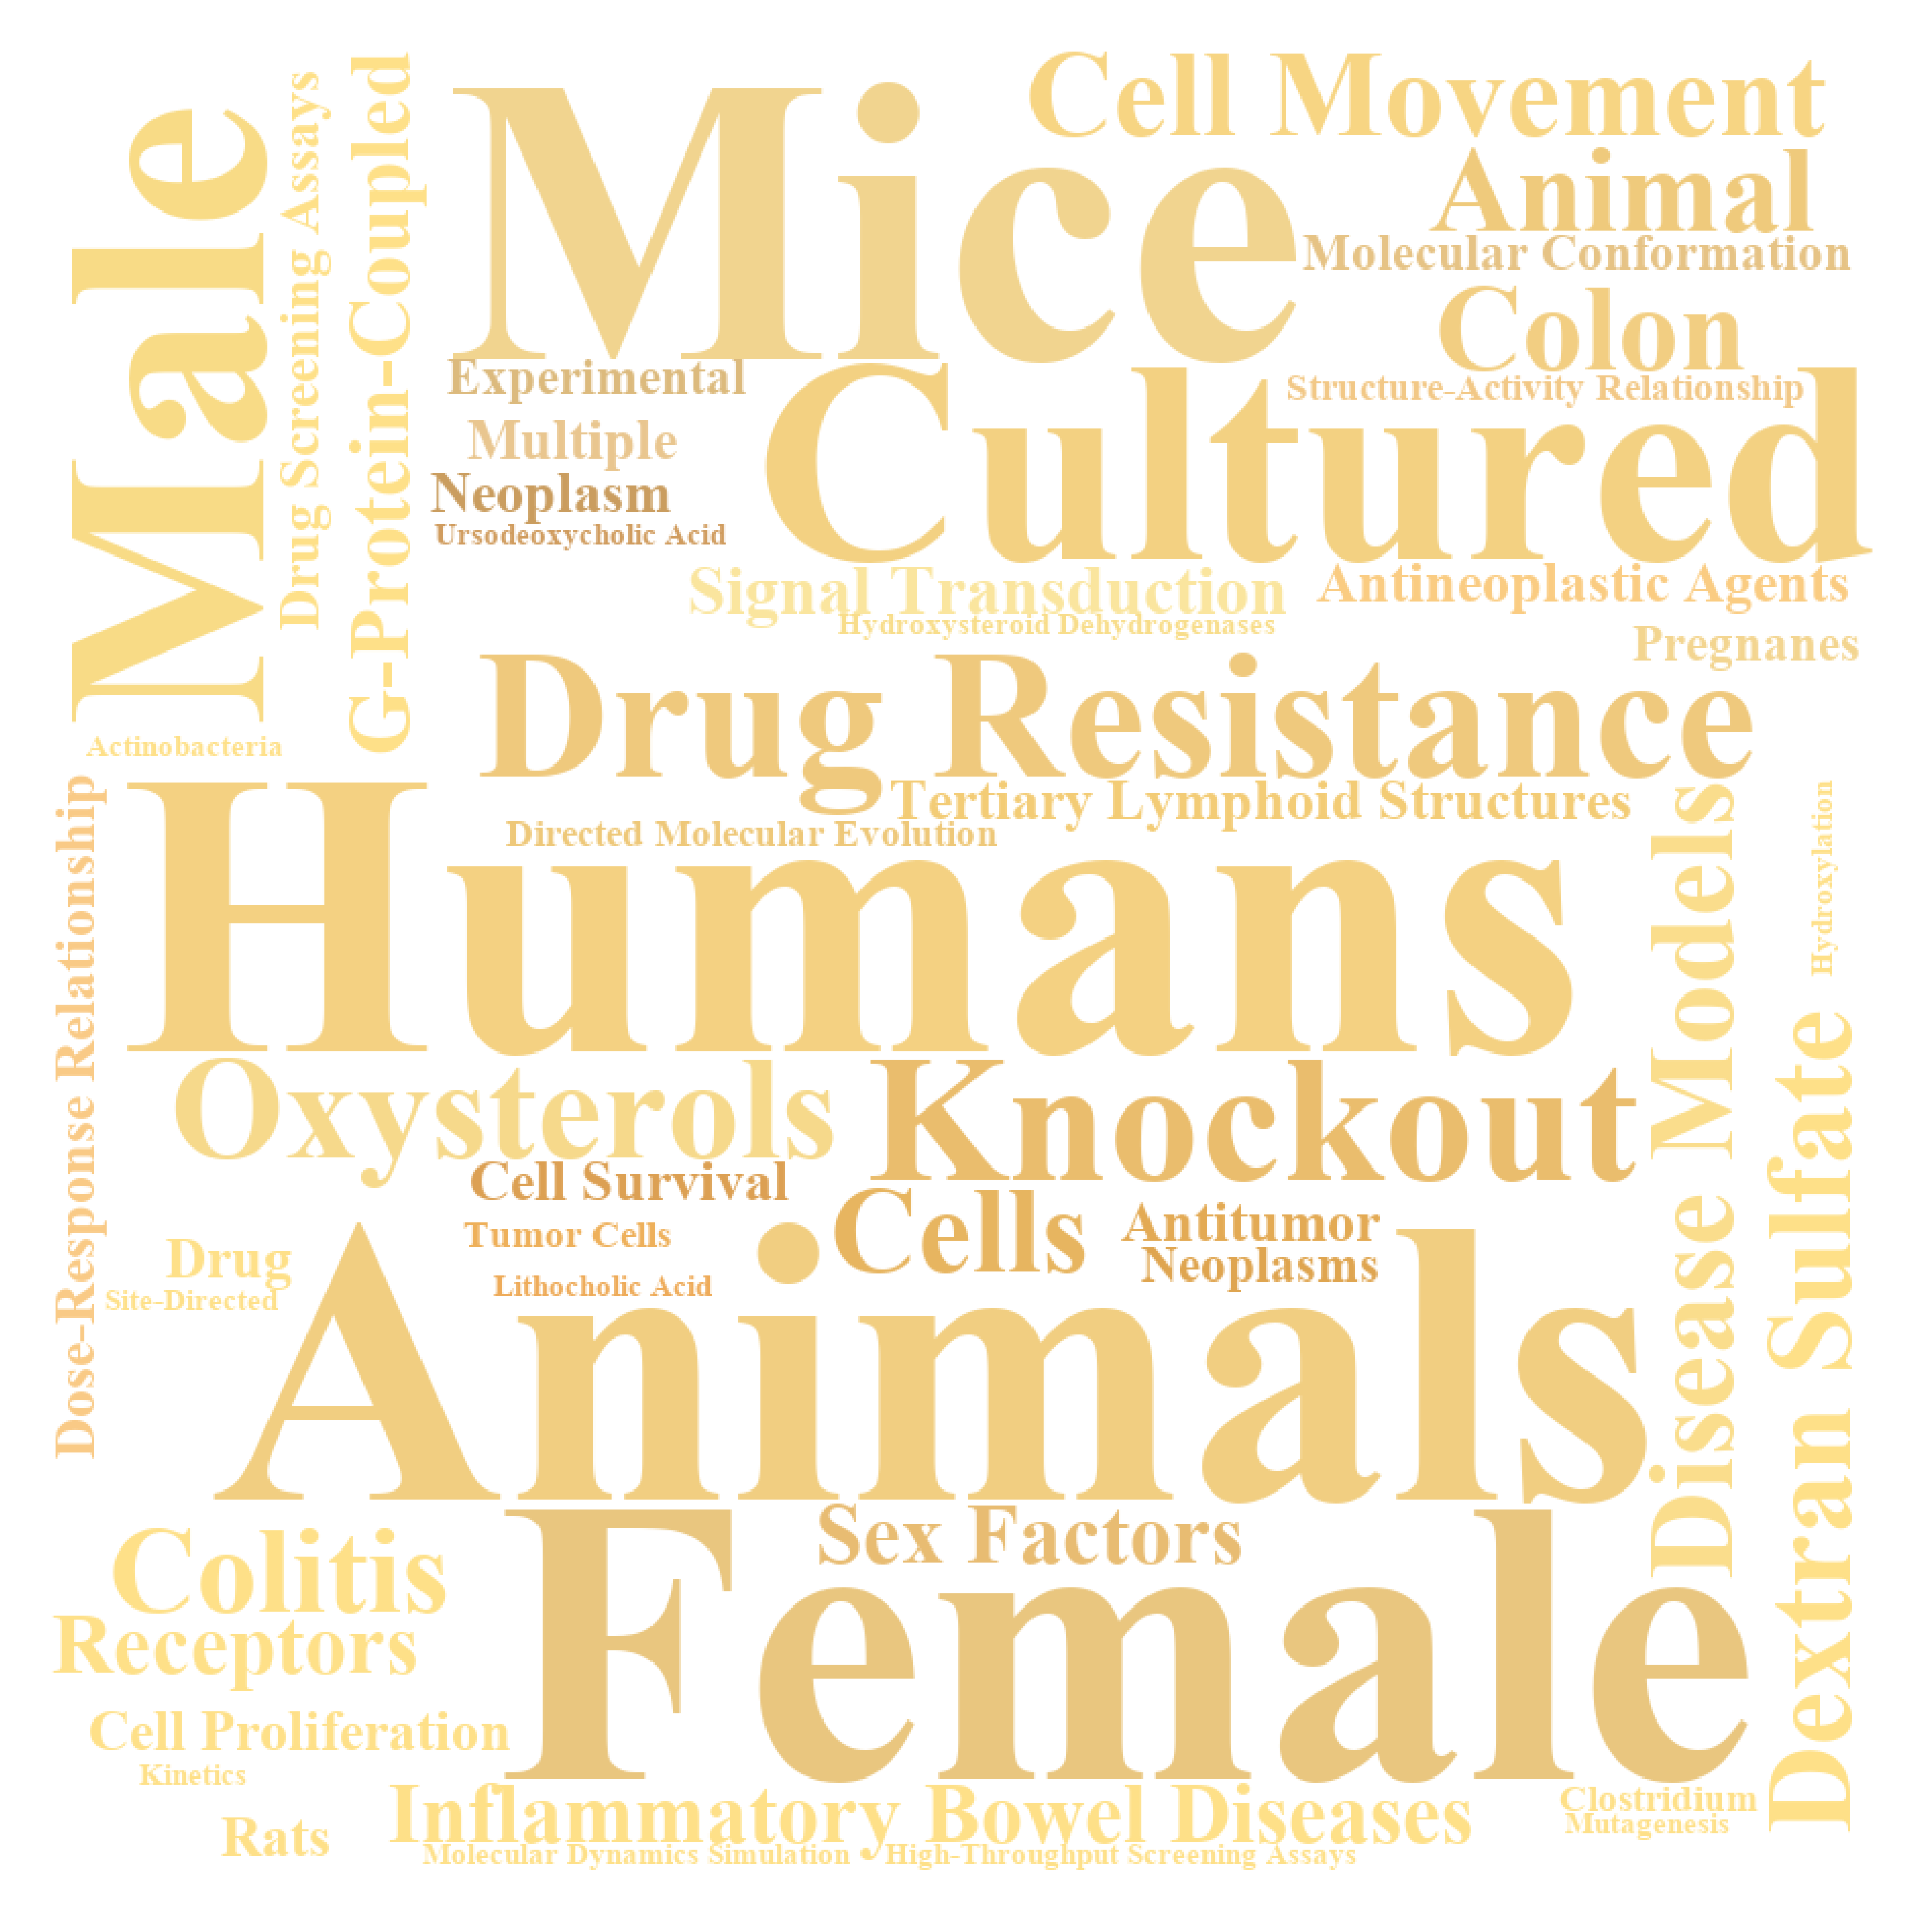 Male
Drug Screening Assays
G-Protein-Coupled
Mice
Cell Movement
Animal
Molecular Conformation
Colon
Structure-Activity Relationship
Experimental
Multiple
Neoplasm
Ursodeoxycholic Acid
Cultured
Signal Transduction
Hydroxysteroid Dehydrogenases
Antineoplastic Agents
Pregnanes
Drug Resistance
Actinobacteria
Tertiary Lymphoid Structures
Directed Molecular Evolution
Humans
Dose-Response Relationship
Disease Models
Hydroxylation
Dextran Sulfate
Oxysterols
Knockout
Cell Survival
Cells
Tumor Cells
Antitumor
Neoplasms
Drug
Site-Directed
Lithocholic Acid
Animals
Sex Factors
Female
Colitis
Receptors
Cell Proliferation
Kinetics
Rats
Inflammatory Bowel Diseases
Molecular Dynamics Simulation
High-Throughput Screening Assays
Clostridium
Mutagenesis